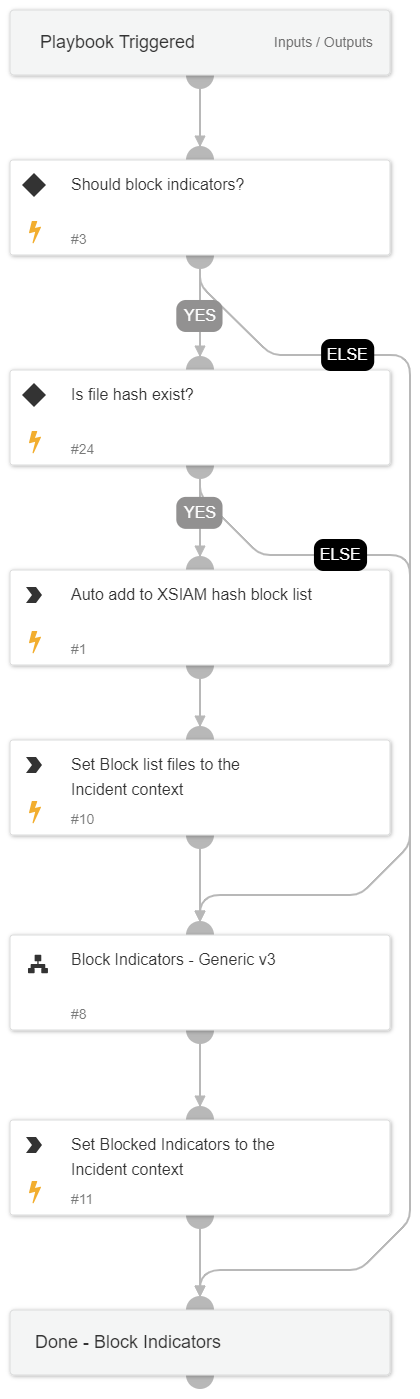 Playbook Triggered
Inputs / Outputs
Should block indicators?
#3
YES
ELSE
Is file hash exist?
#24
YES
ELSE
Auto add to XSIAM hash block list
#1
Set Block list files to the
Incident context
#10
Block Indicators - Generic v3
#8
Set Blocked Indicators to the
Incident context
#11
Done - Block Indicators